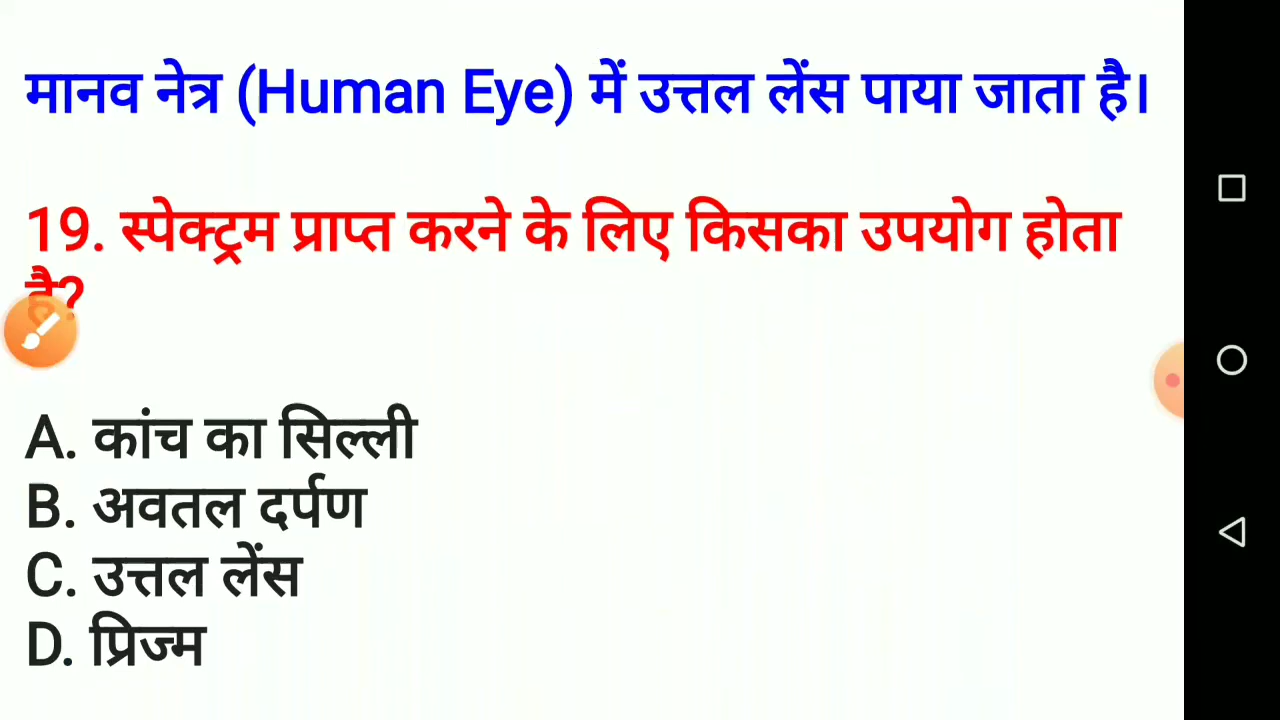 मानव नेत्र (Human Eye) में उत्तल लेंस पाया जाता है।
19. स्पेक्ट्रम प्राप्त करने के लिए किसका उपयोग होता
है?
A. कांच का सिल्ली
B. अवतल दर्पण
C. उत्तल लेंस
D. प्रिज्म